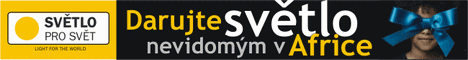 SVĚTLO
PRO SVĚT
LIGHT FOR THE WORLD
Darujte světlo
nevidomým v Africe